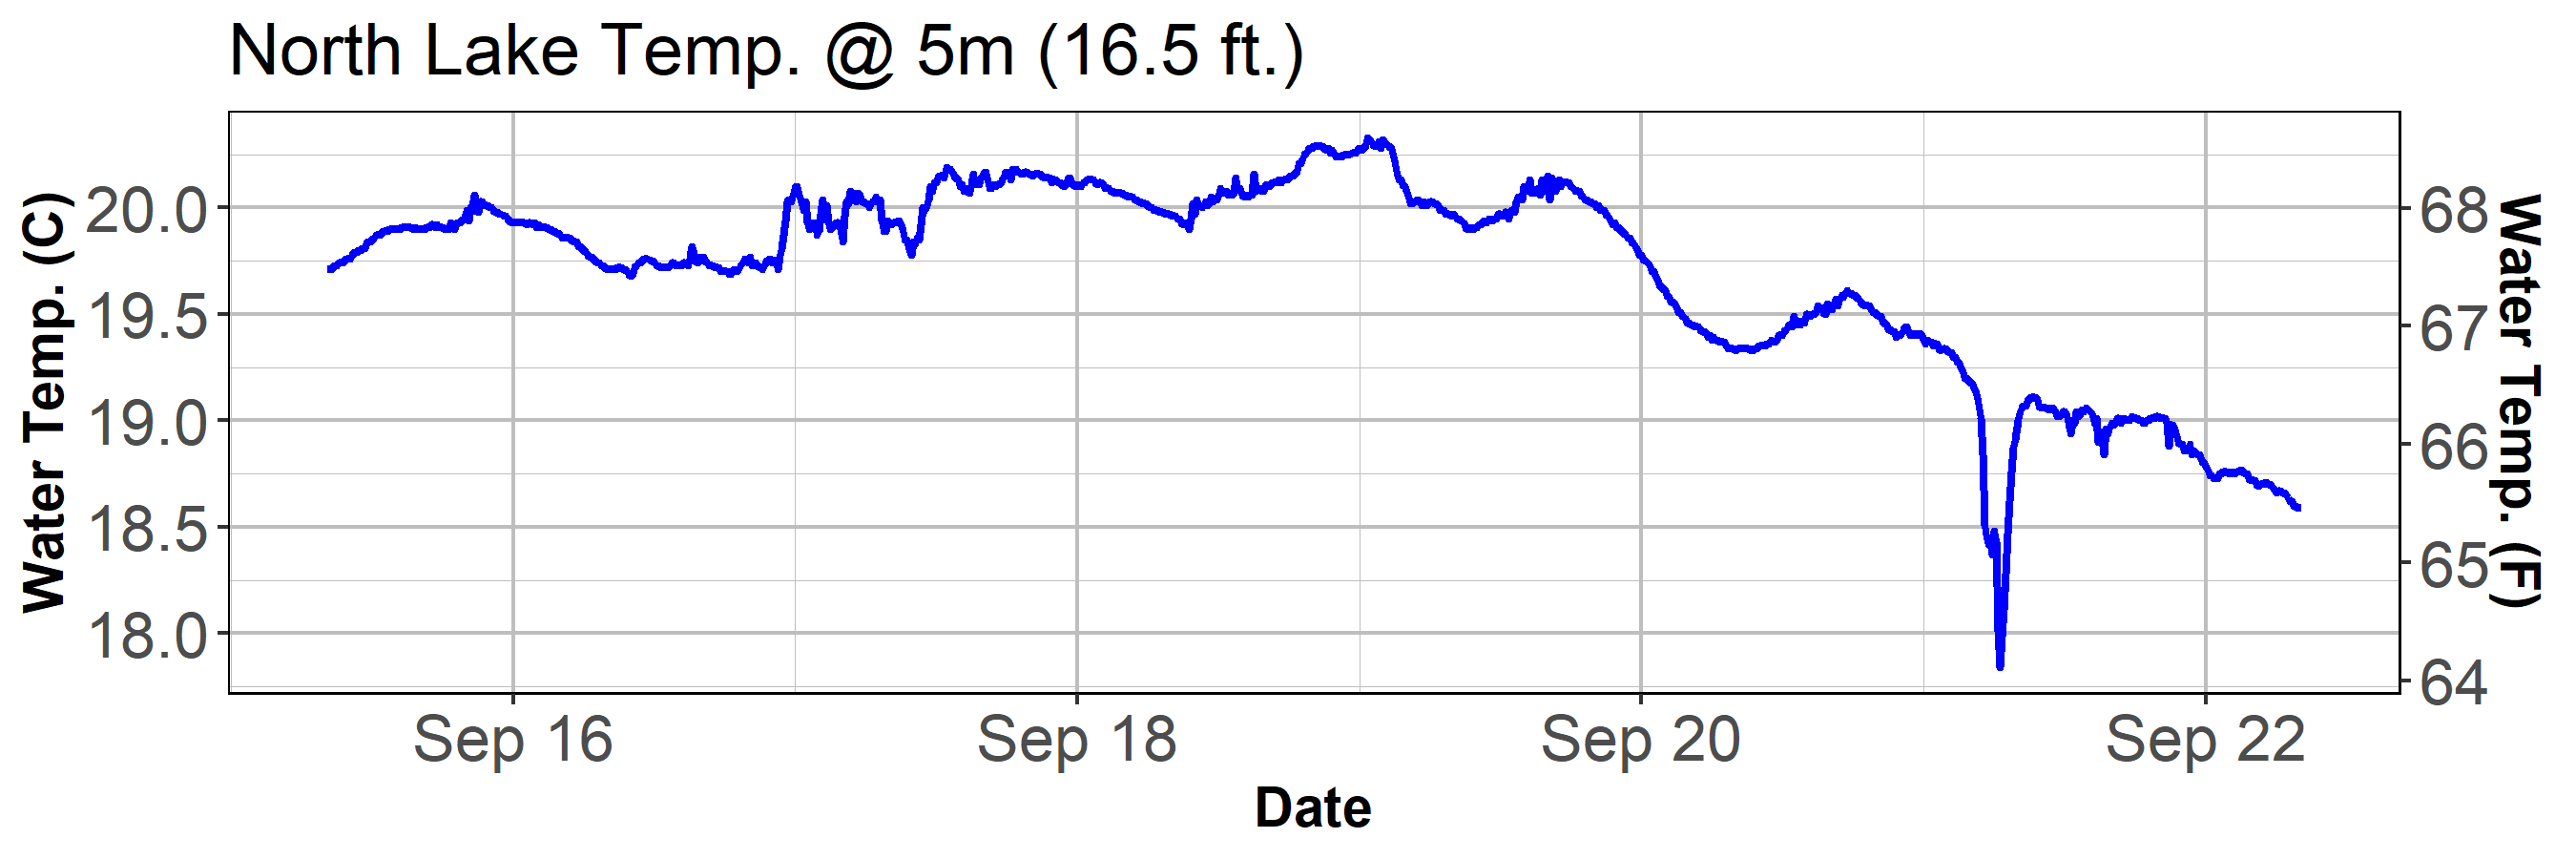 North Lake Temp. @ 5m (16.5 ft.)
Water Temp. (C)
20.0
19.5
19.0
18.5
18.0
68
67
66
65
64
Water Temp. (F)
Sep 16
Sep 18
Sep 20
Sep 22
Date